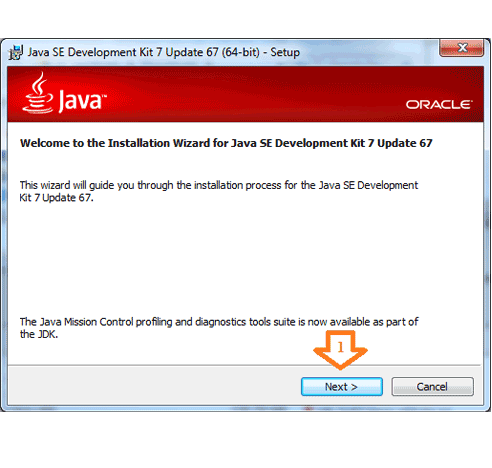 Java SE Development Kit 7 Update 67 (64-bit) - Setup
Java™
ORACLE
Welcome to the Installation Wizard for Java SE Development Kit 7 Update 67
This wizard will guide you through the installation process for the Java SE Development
Kit 7 Update 67.
The Java Mission Control profiling and diagnostics tools suite is now available as part of
the JDK.
1
Next >
Cancel